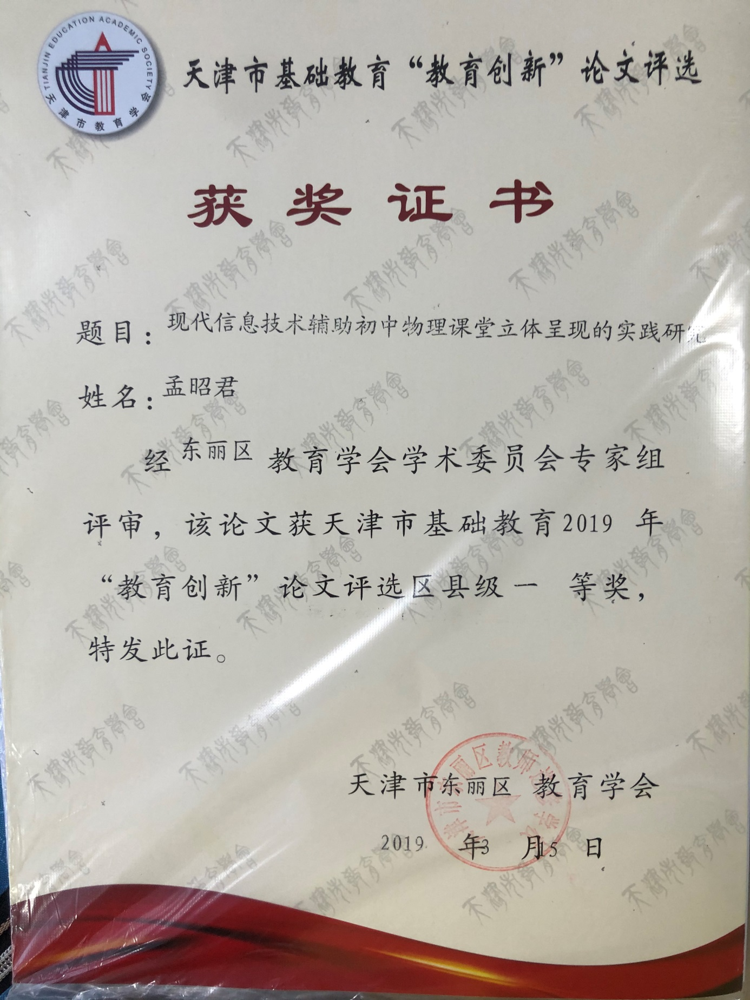 TIANJIN EDUCATION ACADEMIC SOCIETY
天津市教育学会
天津市基础教育“教育创新”论文评选
获奖证书
题目：现代信息技术辅助初中物理课堂立体呈现的实践研究
姓名：孟昭君
经东丽区 教育学会学术委员会专家组
评审，该论文获天津市基础教育2019 年
“教育创新”论文评选区县级 一 等奖，
特发此证。
天津市东丽区 教育学会
2019 年3 月15 日